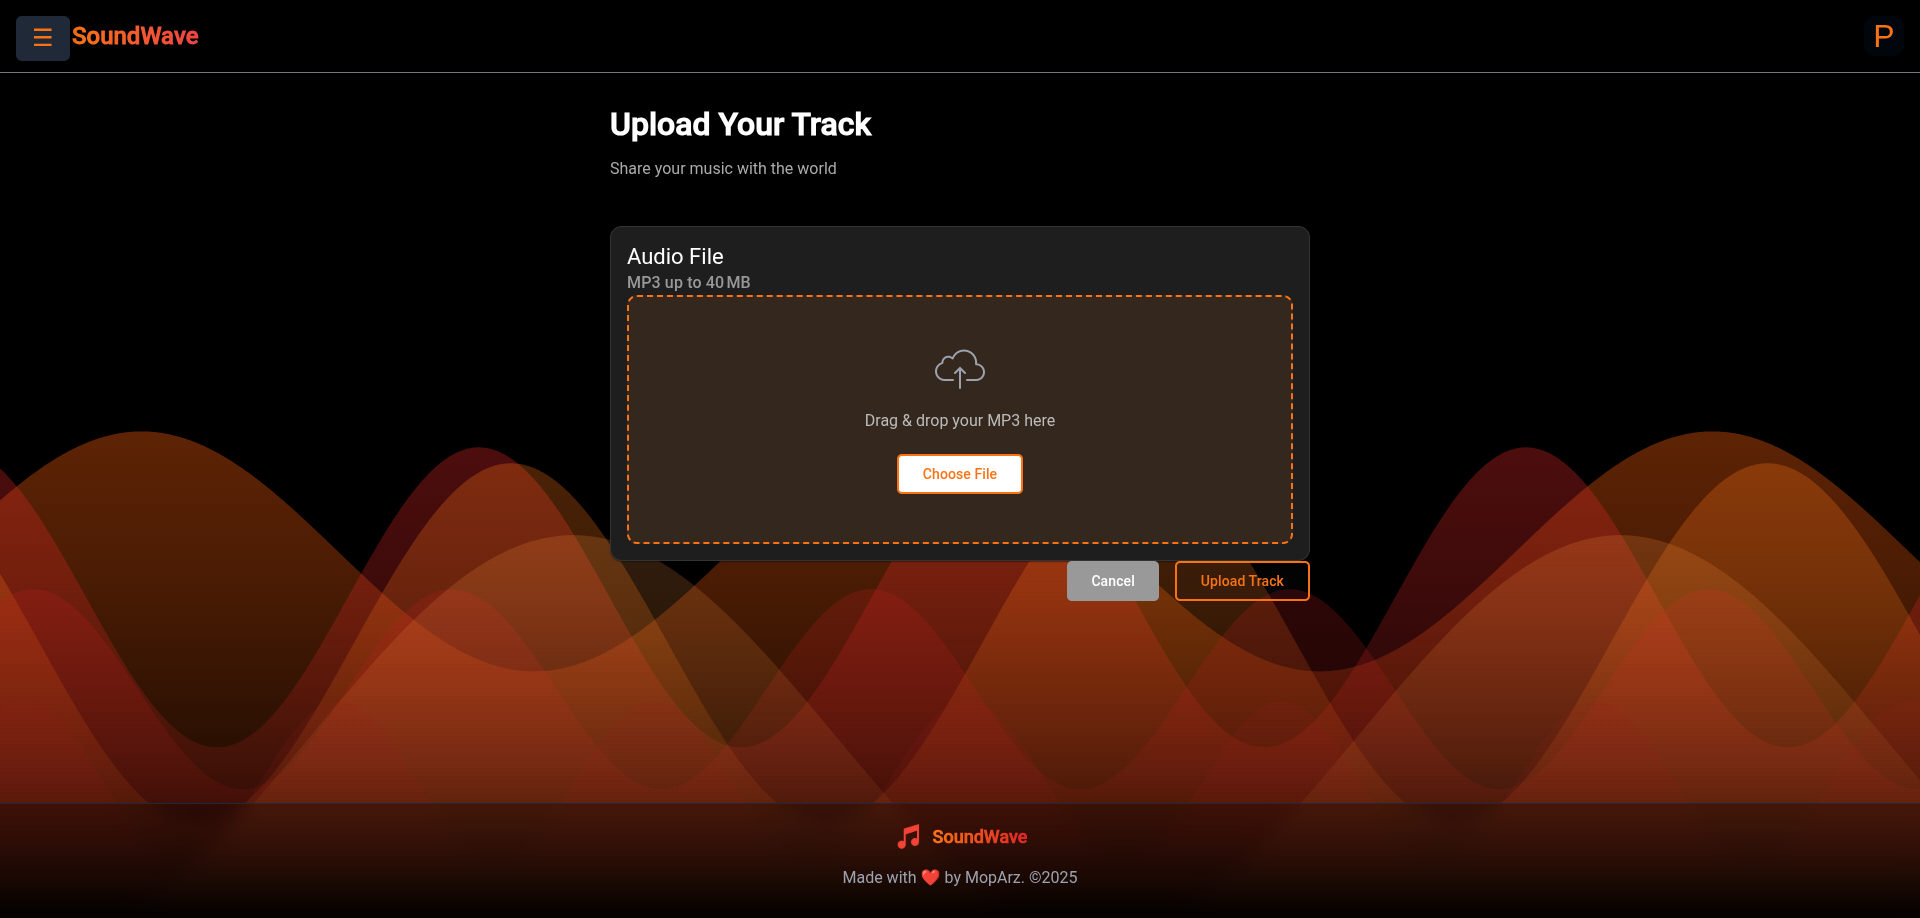 ☰ SoundWave
P
Upload Your Track
Share your music with the world
Audio File
MP3 up to 40 MB
Drag & drop your MP3 here
Choose File
Cancel
Upload Track
SoundWave
Made with ❤️ by MopArz. ©2025